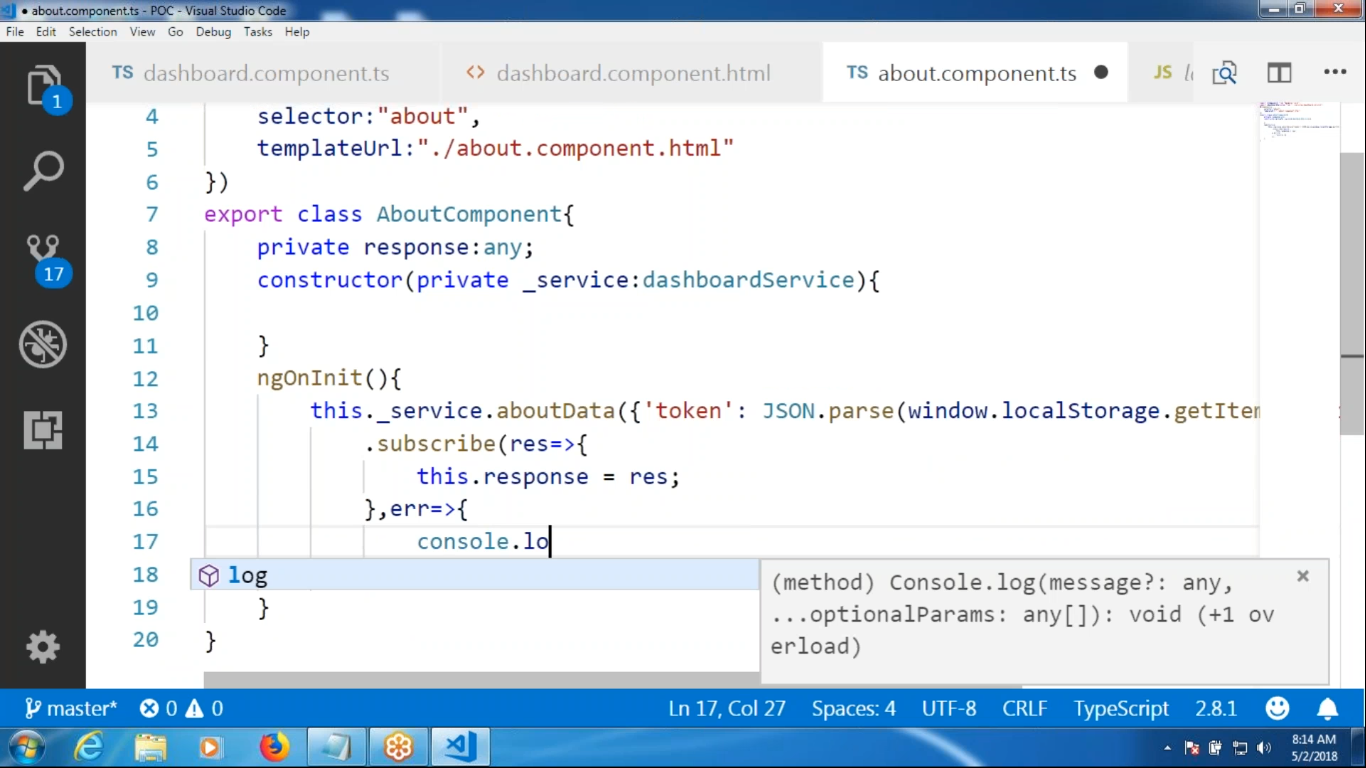 about.component.ts - POC - Visual Studio Code
File Edit Selection View Go Debug Tasks Help
TS dashboard.component.ts <> dashboard.component.html TS about.component.ts ● JS
1
17
4 selector:"about",
5 templateUrl:"./about.component.html"
6 })
7 export class AboutComponent{
8 private response:any;
9 constructor(private _service:dashboardService){
10
11 }
12 ngOnInit(){
13 this._service.aboutData({'token': JSON.parse(window.localStorage.getItem
14 .subscribe(res=>{
15 this.response = res;
16 },err=>{
17 console.lo
18 log
(method) Console.log(message?: any,
...optionalParams: any[]): void (+1 ov
erload)
19 }
20 }
master* 0 0 Ln 17, Col 27 Spaces: 4 UTF-8 CRLF TypeScript 2.8.1
8:14 AM
5/2/2018